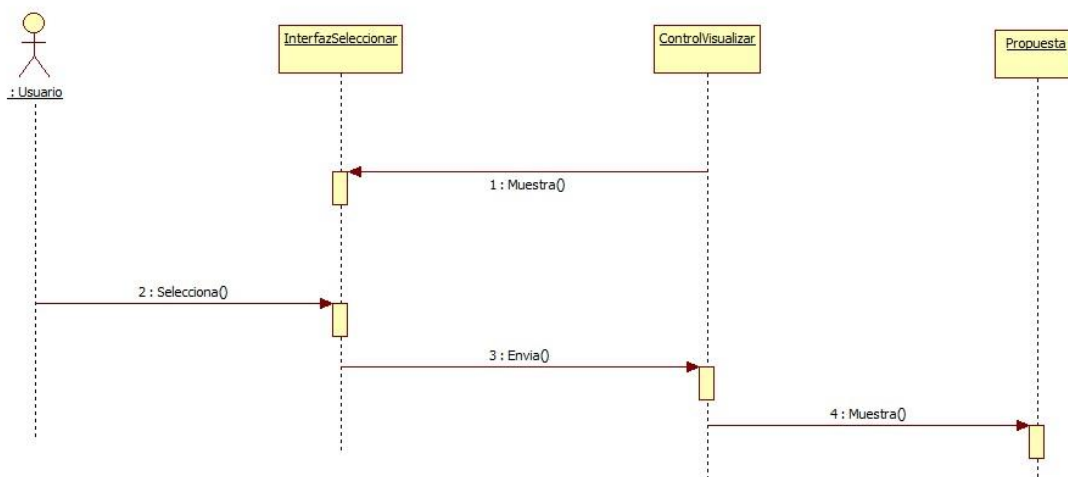 InterfazSeleccionar
ControlVisualizar
Propuesta
: Usuario
1 : Muestra()
2 : Selecciona()
3 : Envia()
4 : Muestra()